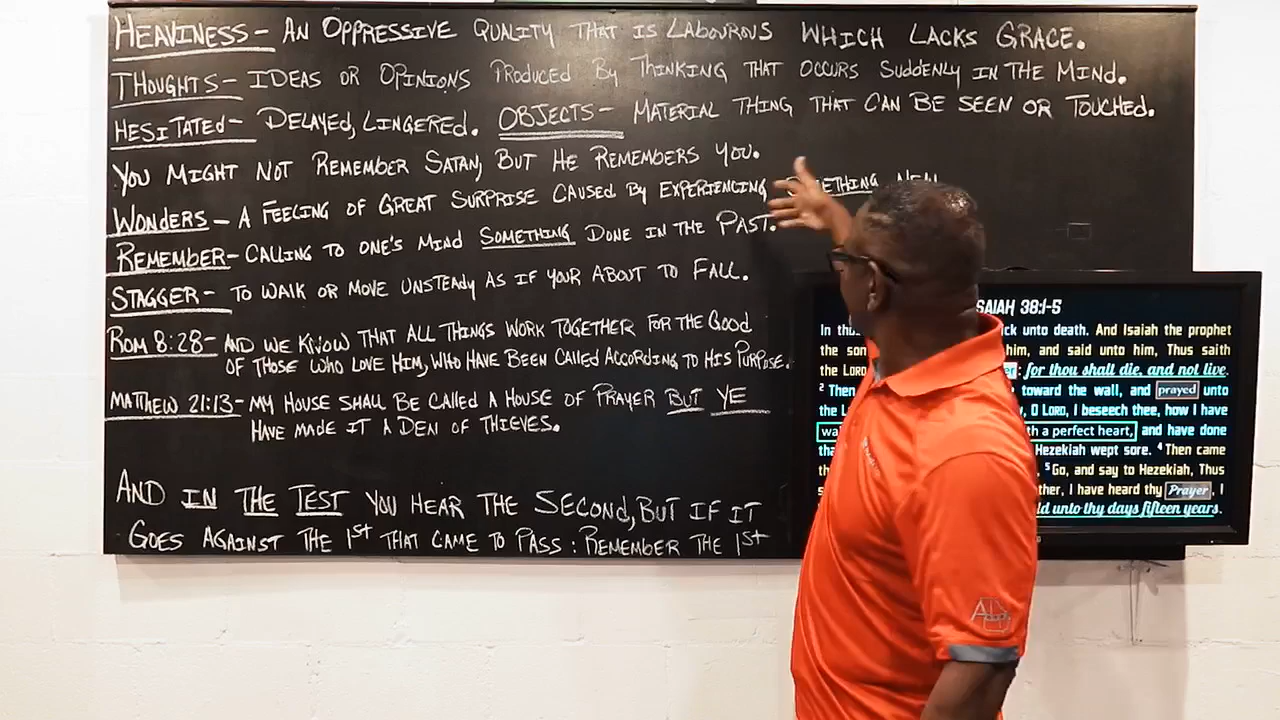 HEAVINESS - AN OPPRESSIVE QUALITY THAT IS LABOUROUS WHICH LACKS GRACE.
THOUGHTS - IDEAS OR OPINIONS PRODUCED BY THINKING THAT OCCURS SUDDENLY IN THE MIND.
HESITATED - DELAYED, LINGERED. OBJECTS - MATERIAL THING THAT CAN BE SEEN OR TOUCHED.
YOU MIGHT NOT REMEMBER SATAN, BUT HE REMEMBERS YOU.
WONDERS - A FEELING OF GREAT SURPRISE CAUSED BY EXPERIENCING SOMETHING NEW
REMEMBER - CALLING TO ONE'S MIND SOMETHING DONE IN THE PAST.
STAGGER - TO WALK OR MOVE UNSTEADY AS IF YOUR ABOUT TO FALL.
ROM 8:28 - AND WE KNOW THAT ALL THINGS WORK TOGETHER FOR THE GOOD
OF THOSE WHO LOVE HIM, WHO HAVE BEEN CALLED ACCORDING TO HIS PURPOSE.
MATTHEW 21:13 - MY HOUSE SHALL BE CALLED A HOUSE OF PRAYER BUT YE
HAVE MADE IT A DEN OF THIEVES.
AND IN THE TEST YOU HEAR THE SECOND, BUT IF IT
GOES AGAINST THE 1ST THAT CAME TO PASS: REMEMBER THE 1ST
SAIAH 38:1-5
In unto death. And Isaiah the prophet
the him, and said unto him, Thus saith
the LORD : for thou shalt die, and not live.
2 Then toward the wall, and prayed unto
the O LORD, I beseech thee, how I have
a perfect heart, and have done
Hezekiah wept sore. 4 Then came
5 Go, and say to Hezekiah, Thus
I have heard thy Prayer, I
unto thy days fifteen years.